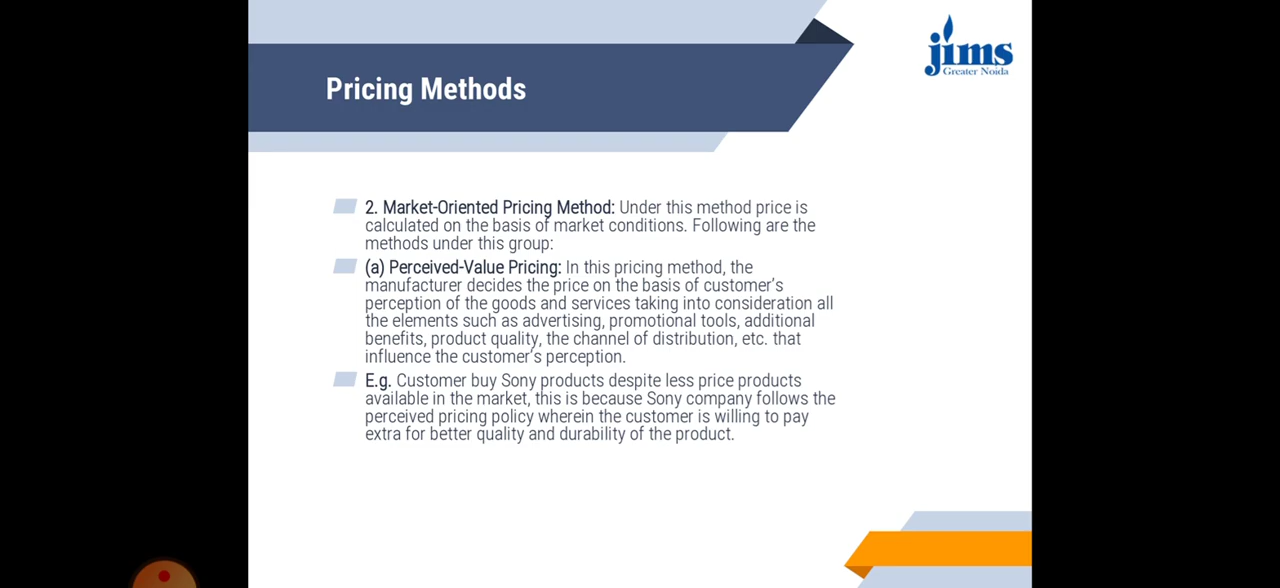 jims
Greater Noida
Pricing Methods
2. Market-Oriented Pricing Method: Under this method price is
calculated on the basis of market conditions. Following are the
methods under this group:
(a) Perceived-Value Pricing: In this pricing method, the
manufacturer decides the price on the basis of customer’s
perception of the goods and services taking into consideration all
the elements such as advertising, promotional tools, additional
benefits, product quality, the channel of distribution, etc. that
influence the customer’s perception.
E.g. Customer buy Sony products despite less price products
available in the market, this is because Sony company follows the
perceived pricing policy wherein the customer is willing to pay
extra for better quality and durability of the product.